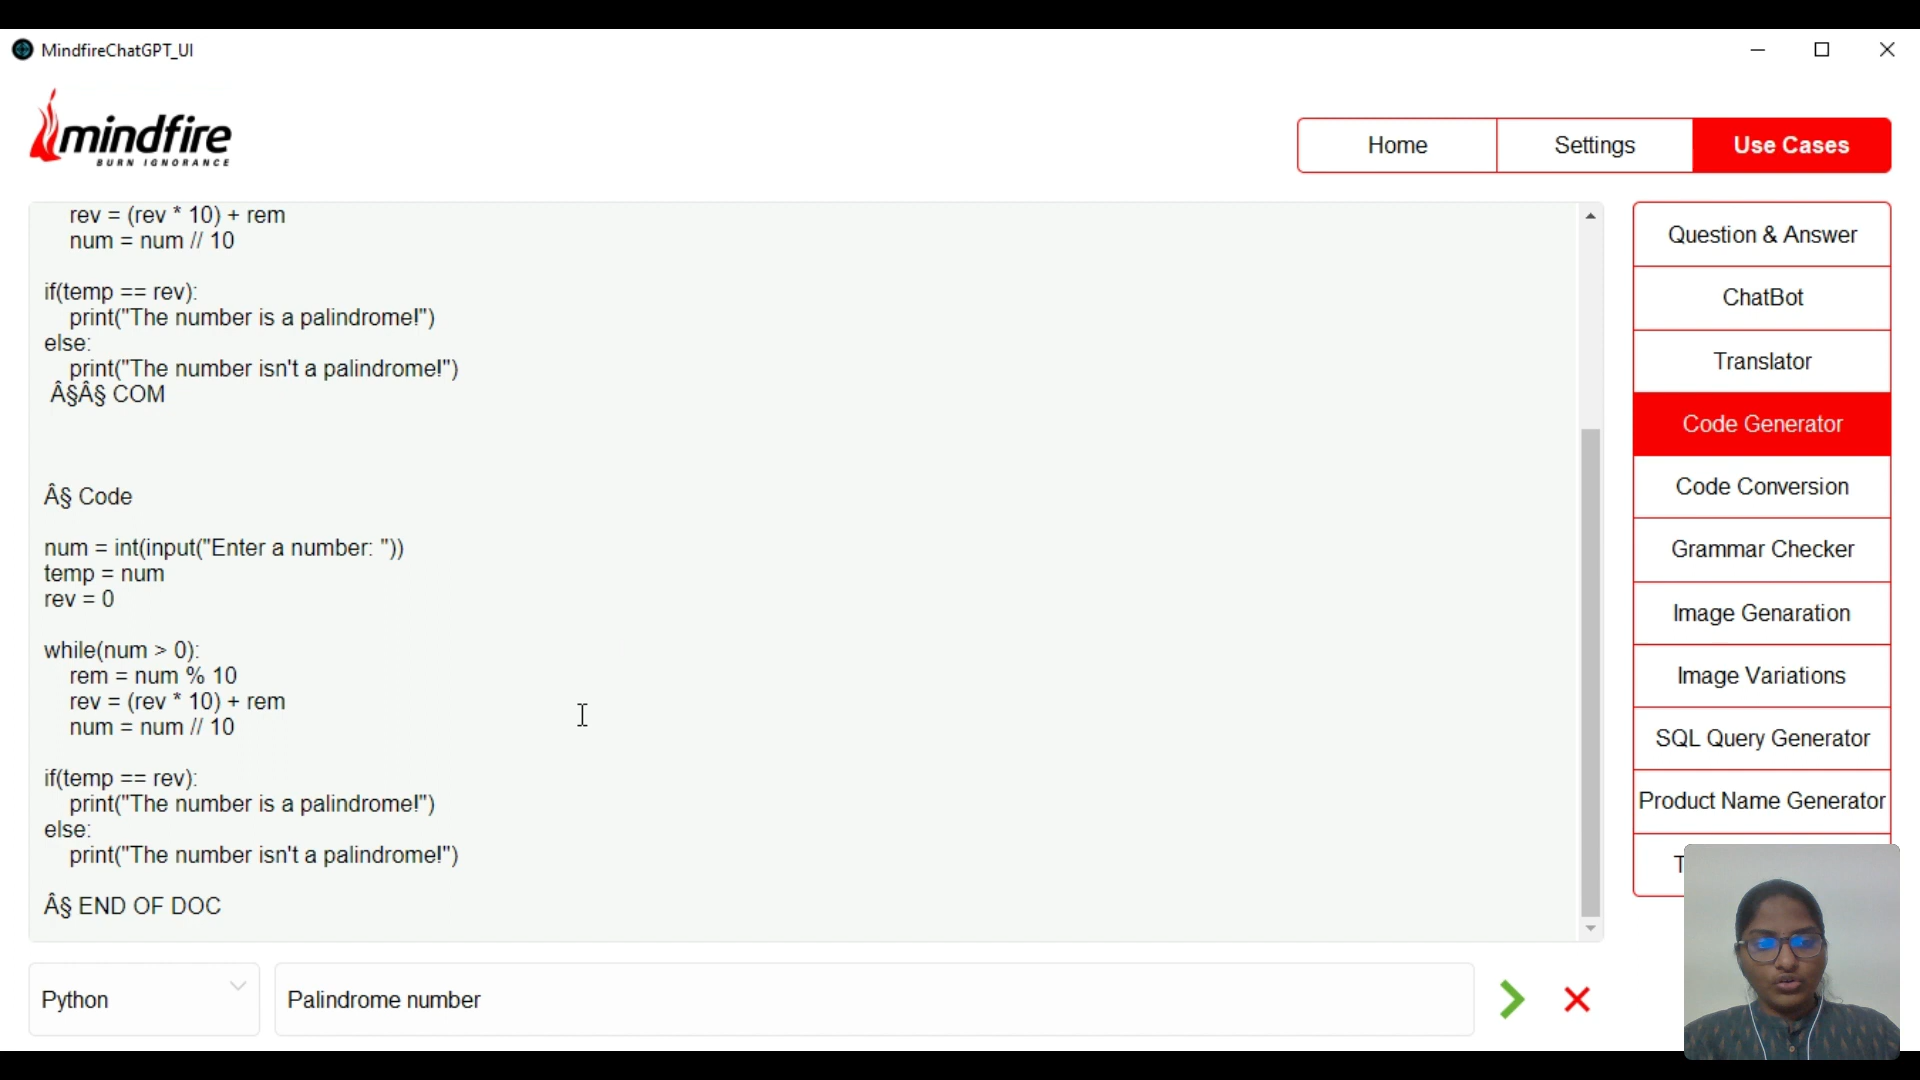 MindfireChatGPT_UI
mindfire
BURN IGNORANCE
Home
Settings
Use Cases
rev = (rev * 10) + rem
num = num // 10
if(temp == rev):
print("The number is a palindrome!")
else:
print("The number isn't a palindrome!")
Â§Â§ COM
Â§ Code
num = int(input("Enter a number: "))
temp = num
rev = 0
while(num > 0):
rem = num % 10
rev = (rev * 10) + rem
num = num // 10
if(temp == rev):
print("The number is a palindrome!")
else:
print("The number isn't a palindrome!")
Â§ END OF DOC
Python
Palindrome number
Question & Answer
ChatBot
Translator
Code Generator
Code Conversion
Grammar Checker
Image Genaration
Image Variations
SQL Query Generator
Product Name Generator